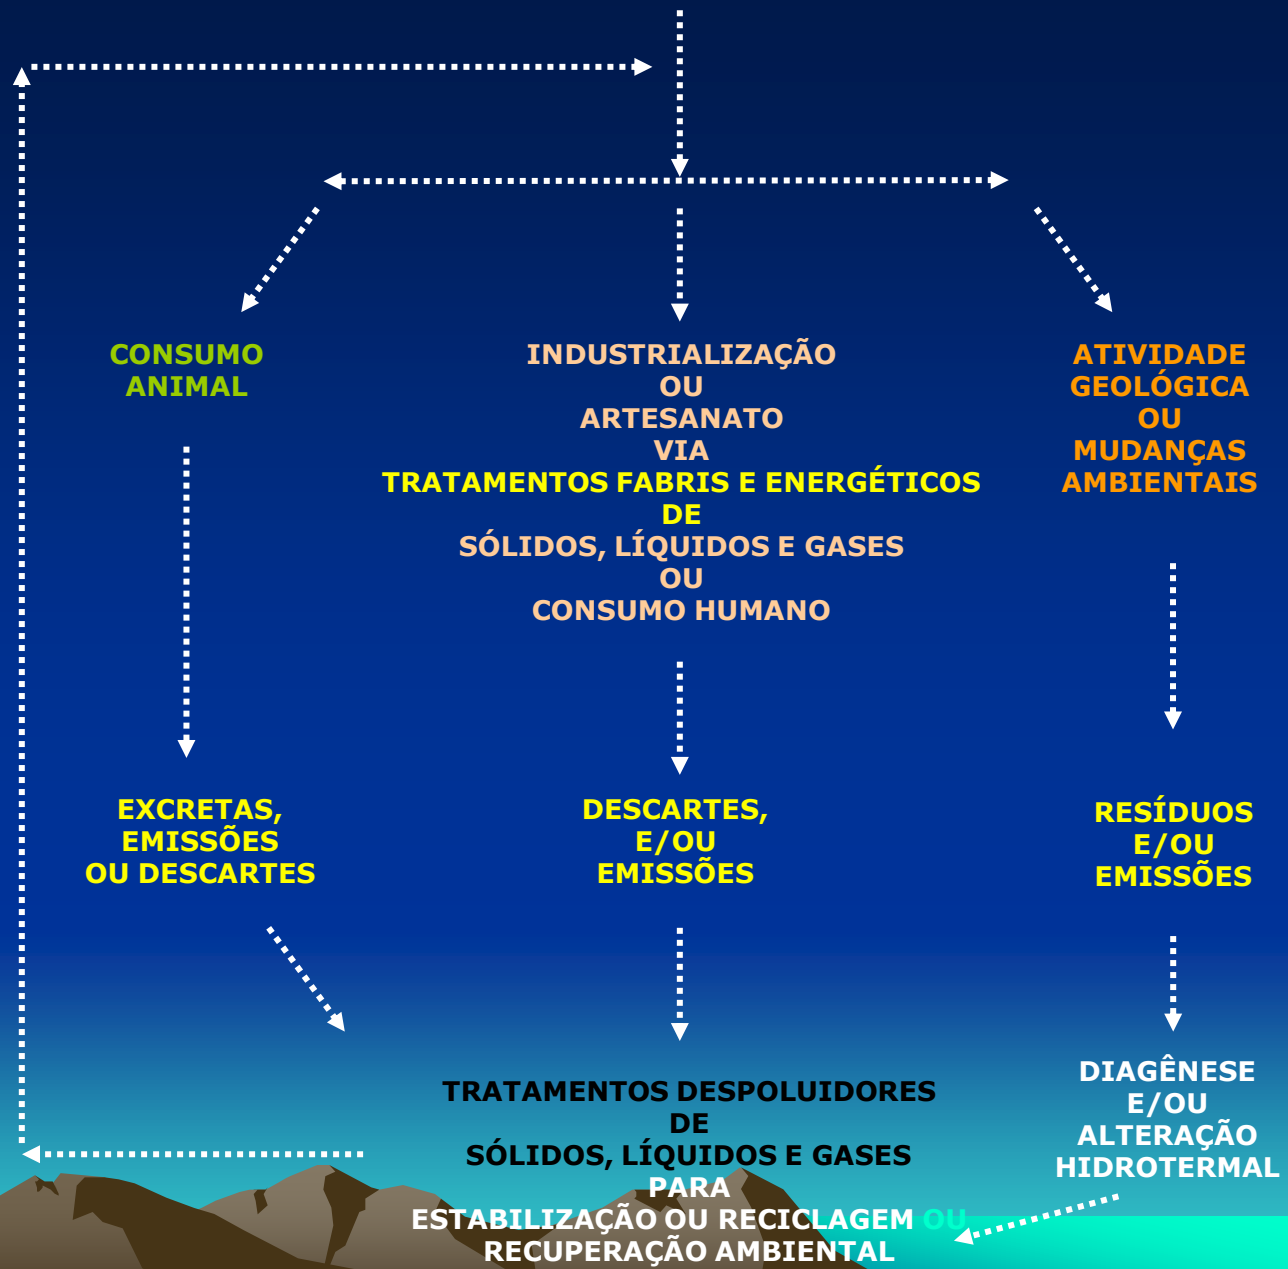 CONSUMO
ANIMAL
INDUSTRIALIZAÇÃO
OU
ARTESANATO
VIA
TRATAMENTOS FABRIS E ENERGÉTICOS
DE
SÓLIDOS, LÍQUIDOS E GASES
OU
CONSUMO HUMANO
ATIVIDADE
GEOLÓGICA
OU
MUDANÇAS
AMBIENTAIS
EXCRETAS,
EMISSÕES
OU DESCARTES
DESCARTES,
E/OU
EMISSÕES
RESÍDUOS
E/OU
EMISSÕES
TRATAMENTOS DESPOLUIDORES
DE
SÓLIDOS, LÍQUIDOS E GASES
PARA
ESTABILIZAÇÃO OU RECICLAGEM OU
RECUPERAÇÃO AMBIENTAL
DIAGÊNESE
E/OU
ALTERAÇÃO
HIDROTERMAL